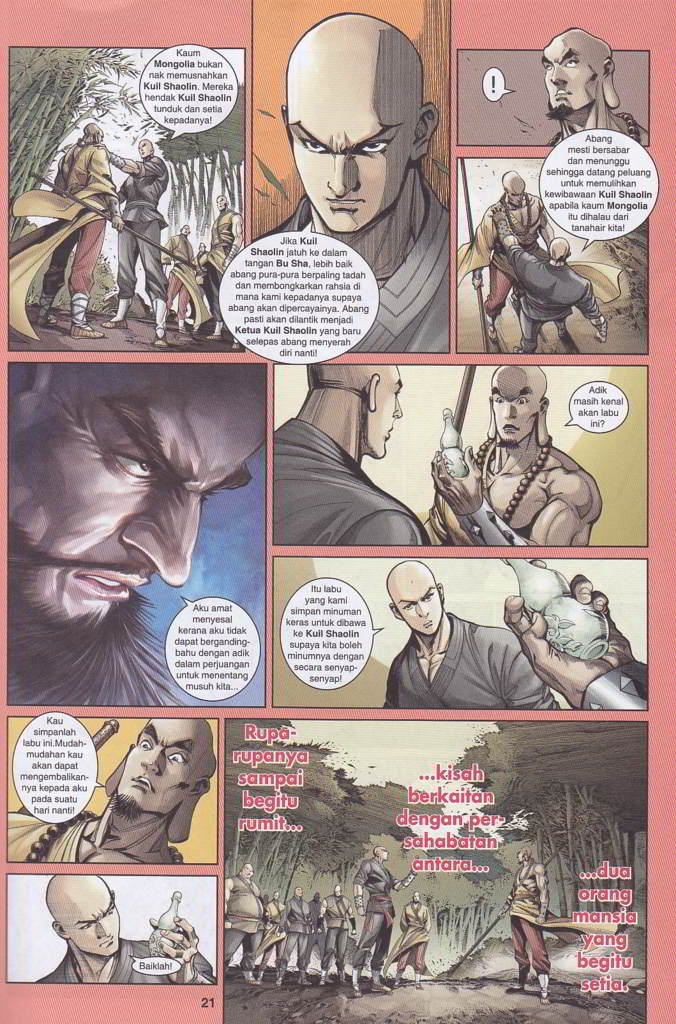 Kaum
Mongolia bukan
nak memusnahkan
Kuil Shaolin. Mereka
hendak Kuil Shaolin
tunduk dan setia
kepadanya!
Jika Kuil
Shaolin jatuh ke dalam
tangan Bu Sha, lebih baik
abang pura-pura berpaling tadah
dan membongkarkan rahsia di
mana kami kepadanya supaya
abang akan dipercayainya. Abang
pasti akan dilantik menjadi
Ketua Kuil Shaolin yang baru
selepas abang menyerah
diri nanti!
!
Abang
mesti bersabar
dan menunggu
sehingga datang peluang
untuk memulihkan
kewibawaan Kuil Shaolin
apabila kaum Mongolia
itu dihalau dari
tanahair kita!
Aku amat
menyesal
kerana aku tidak
dapat berganding-
bahu dengan adik
dalam perjuangan
untuk menentang
musuh kita...
Adik
masih kenal
akan labu
ini?
Itu labu
yang kami
simpan minuman
keras untuk dibawa
ke Kuil Shaolin
supaya kita boleh
minumnya dengan
secara senyap-
senyap!
Kau
simpanlah
labu ini.Mudah-
mudahan kau
akan dapat
mengembalikan-
nya kepada aku
pada suatu
hari nanti!
Baiklah!
Rupa-
rupanya
sampai
begitu
rumit...
...kisah
berkaitan
dengan per-
sahabatan
antara...
...dua
orang
mansia
yang
begitu
setia.
21